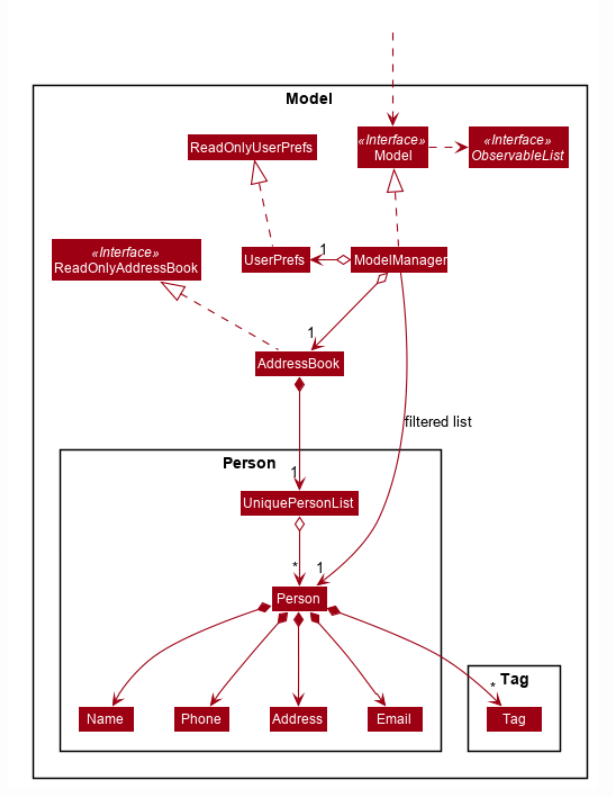 Model
«Interface»
Model
«Interface»
ObservableList
ReadOnlyUserPrefs
«Interface»
ReadOnlyAddressBook
UserPrefs
1
ModelManager
1
AddressBook
filtered list
Person
1
UniquePersonList
*
1
Person
Tag
*
Name
Phone
Address
Email
Tag